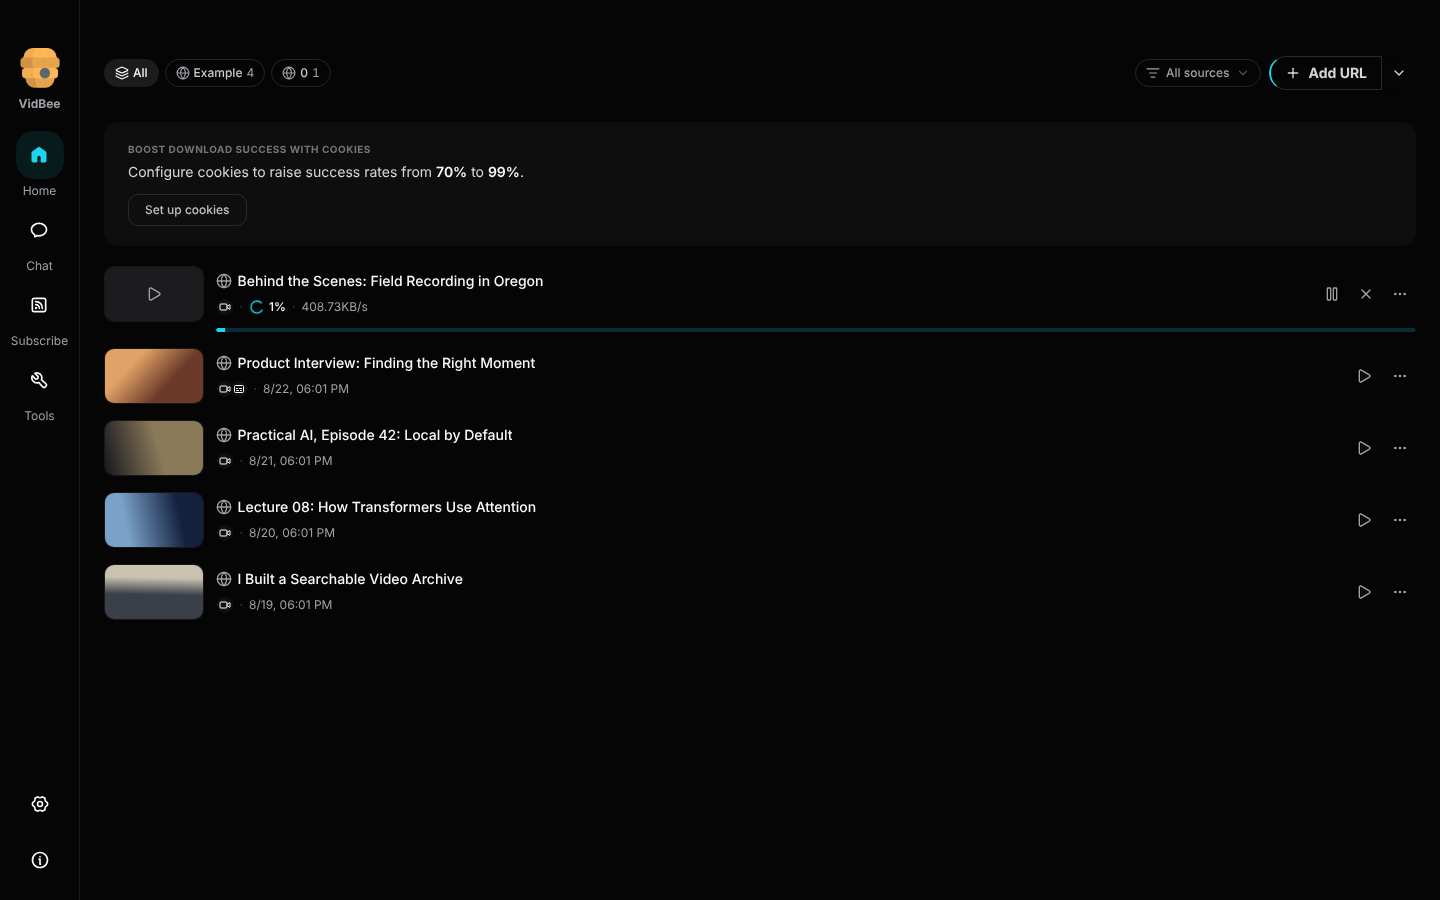 VidBee
Home
Chat
Subscribe
Tools
All
Example 4
0 1
All sources
Add URL
BOOST DOWNLOAD SUCCESS WITH COOKIES
Configure cookies to raise success rates from 70% to 99%.
Set up cookies
Behind the Scenes: Field Recording in Oregon
· 1% · 408.73KB/s
Product Interview: Finding the Right Moment
· 8/22, 06:01 PM
Practical AI, Episode 42: Local by Default
· 8/21, 06:01 PM
Lecture 08: How Transformers Use Attention
· 8/20, 06:01 PM
I Built a Searchable Video Archive
· 8/19, 06:01 PM